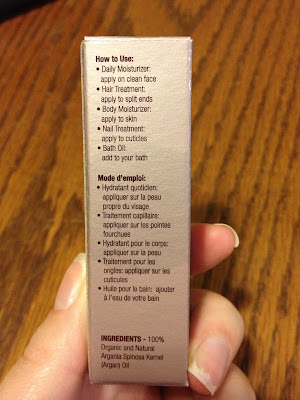 How to Use:
• Daily Moisturizer:
apply on clean face
• Hair Treatment:
apply to split ends
• Body Moisturizer:
apply to skin
• Nail Treatment:
apply to cuticles
• Bath Oil:
add to your bath
Mode d'emploi:
• Hydratant quotidien:
appliquer sur la peau
propre du visage
• Traitement capillaire:
appliquer sur les pointes
fourchues
• Hydratant pour le corps:
appliquer sur la peau
• Traitement pour les
ongles: appliquer sur les
cuticules
• Huile pour le bain: ajouter
à l'eau de votre bain
INGREDIENTS - 100%
Organic and Natural
Argania Spinosa Kernel
(Argan) Oil